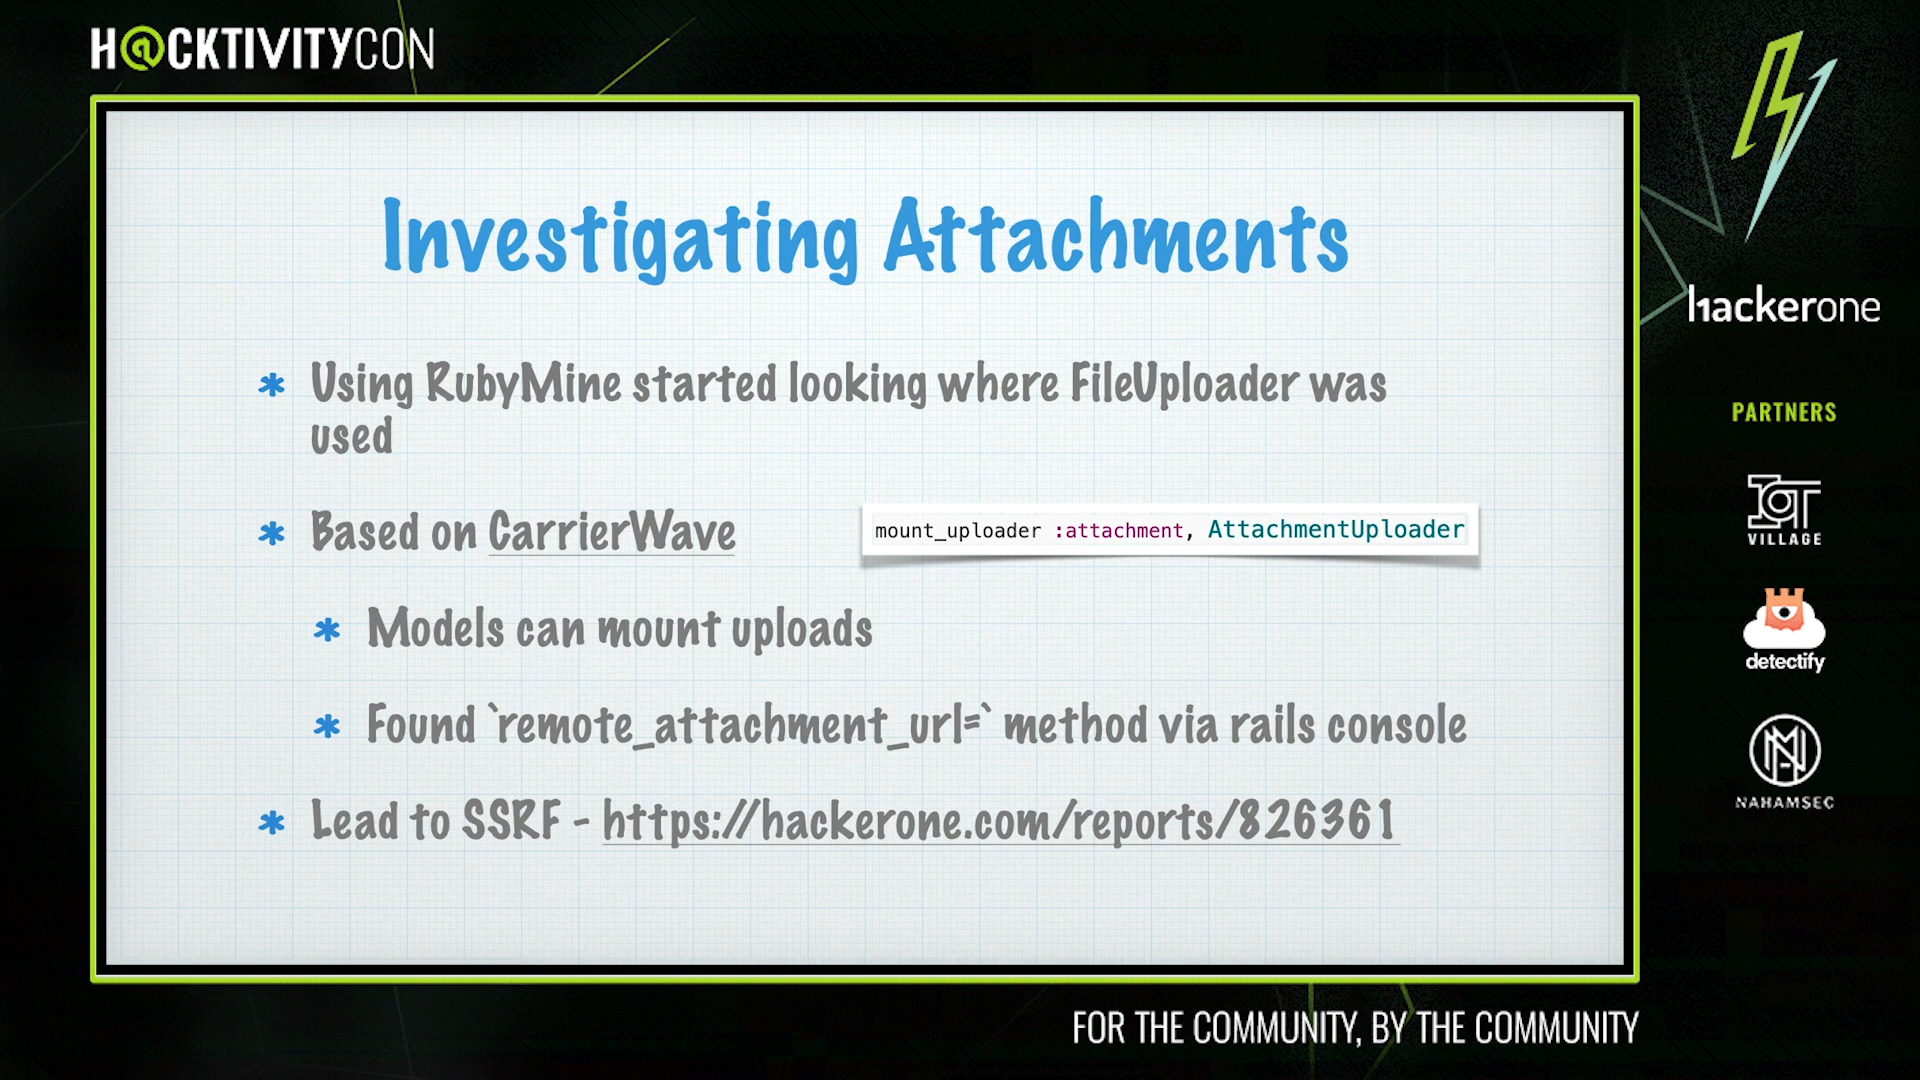 H@CKTIVITYCON
Investigating Attachments
* Using RubyMine started looking where FileUploader was
used
* Based on CarrierWave
mount_uploader :attachment, AttachmentUploader
* Models can mount uploads
* Found `remote_attachment_url=` method via rails console
* Lead to SSRF - https://hackerone.com/reports/826361
hackerone
PARTNERS
IOT
VILLAGE
detectify
NAHAMSEC
FOR THE COMMUNITY, BY THE COMMUNITY